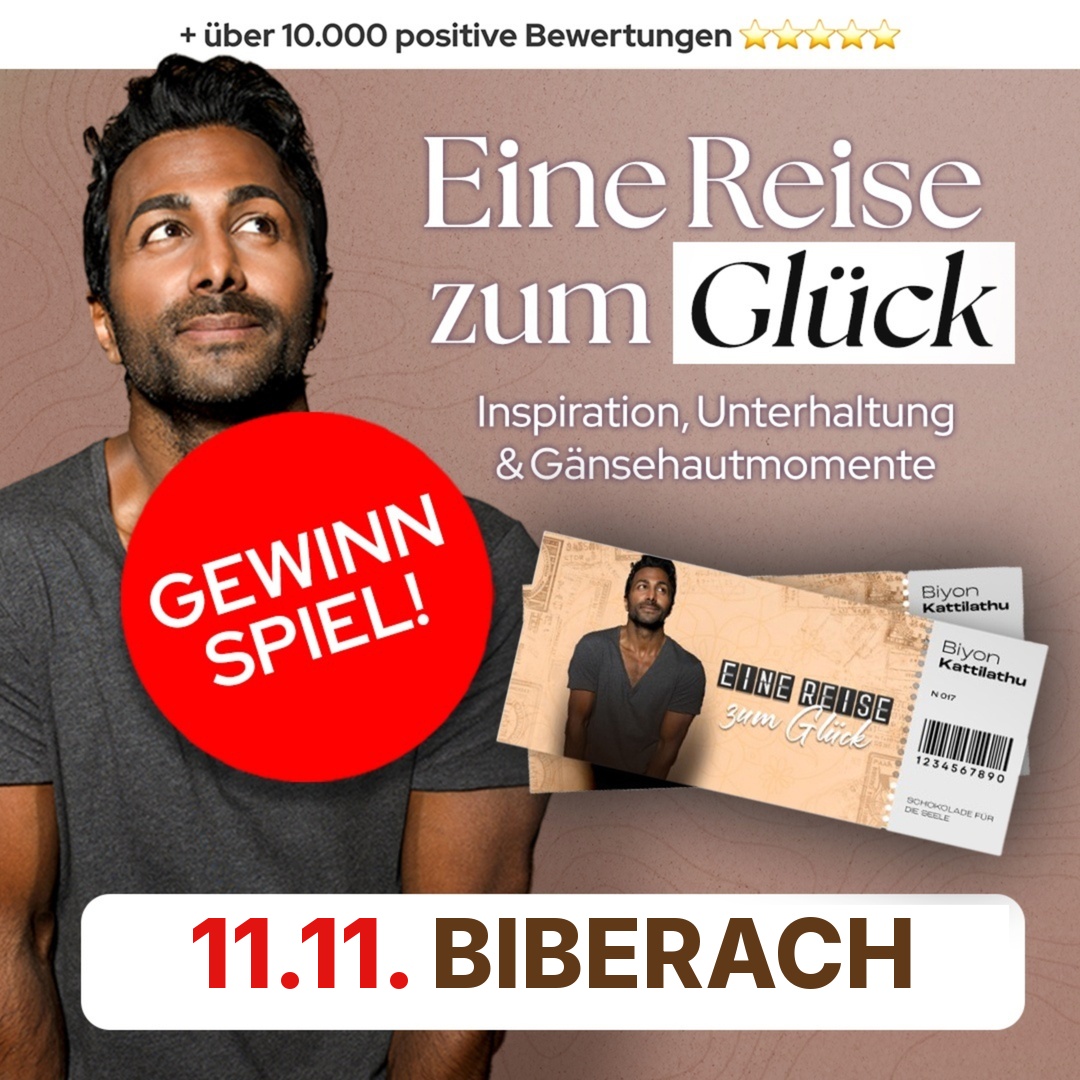 + über 10.000 positive Bewertungen ⭐⭐⭐⭐⭐
Eine Reise
zum Glück
Inspiration, Unterhaltung
& Gänsehautmomente
GEWINN
SPIEL!
Biyon
Kattilathu
Biyon
Kattilathu
N 017
EINE REISE
zum Glück
1234567890
SCHOKOLADE FÜR
DIE SEELE
11.11. BIBERACH